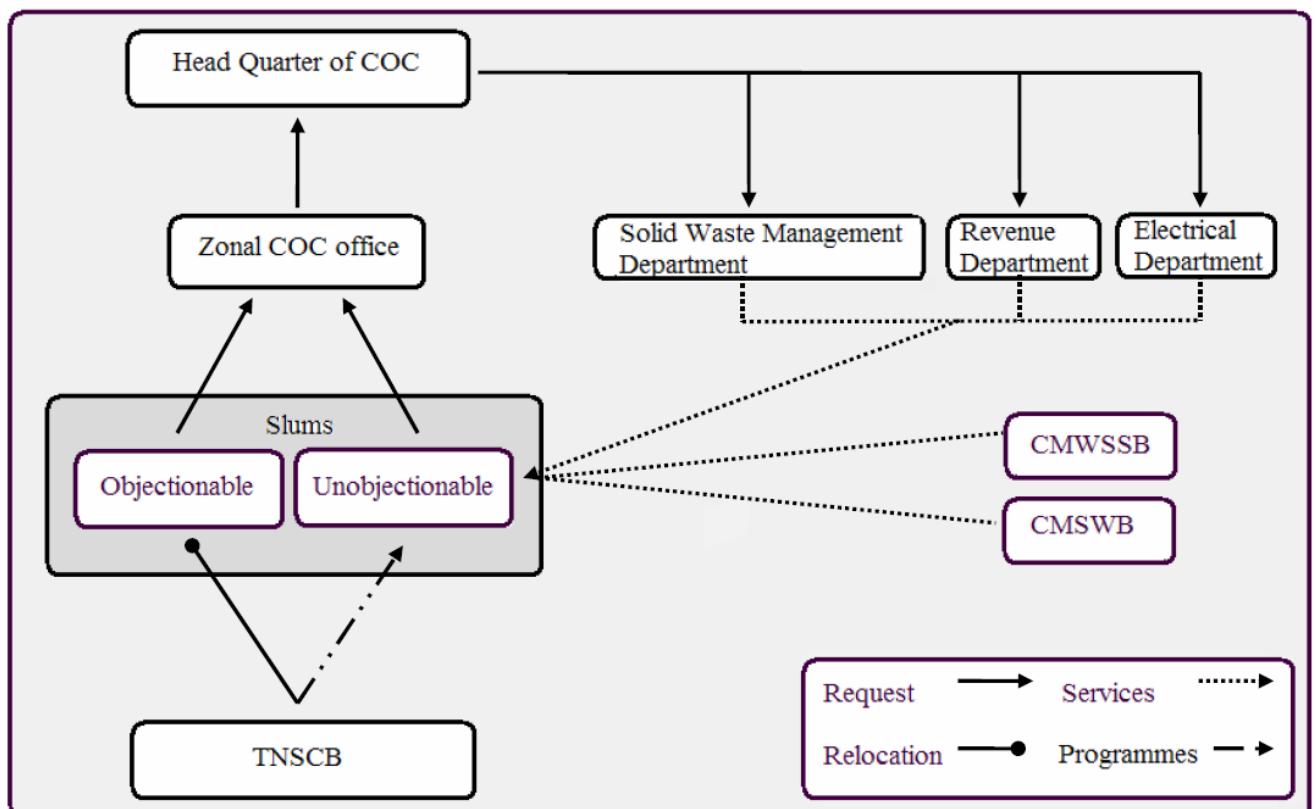 Head Quarter of COC
Zonal COC office
Solid Waste Management
Department
Revenue
Department
Electrical
Department
Slums
Objectionable
Unobjectionable
CMWSSB
CMSWB
TNSCB
Request
Services
Relocation
Programmes